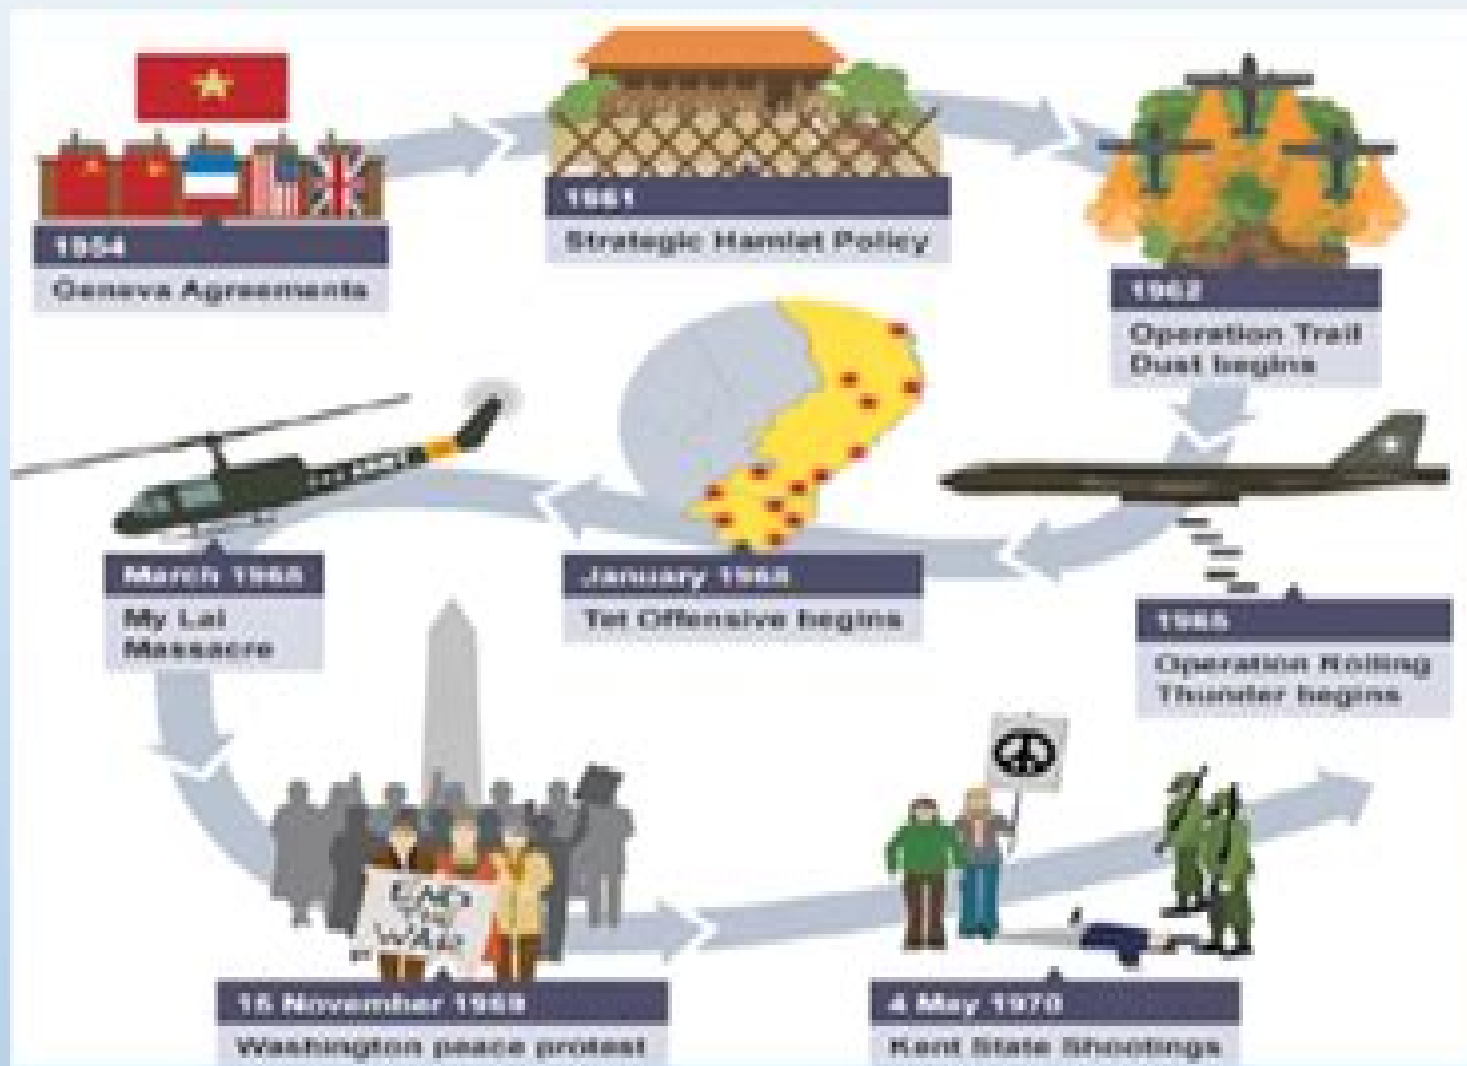 1954
Geneva Agreements
1961
Strategic Hamlet Policy
1962
Operation Trail
Dust begins
1965
Operation Rolling
Thunder begins
January 1968
Tet Offensive begins
U.S. ARMY
March 1968
My Lai
Massacre
END
THE
WAR!
15 November 1969
Washington peace protest
4 May 1970
Kent State Shootings